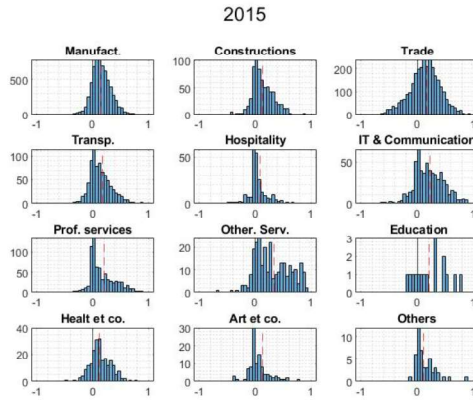 2015
Manufact. Constructions Trade
500 0 100 50 0 200 100 0
-1 0 1 -1 0 1 -1 0 1
Transp. Hospitality IT & Communication
100 50 0 50 0 50 0
-1 0 1 -1 0 1 -1 0 1
Prof. services Other. Serv. Education
100 50 0 20 10 0 3 2 1 0
-1 0 1 -1 0 1 -1 0 1
Healt et co. Art et co. Others
40 20 0 30 20 10 0 10 5 0
-1 0 1 -1 0 1 -1 0 1